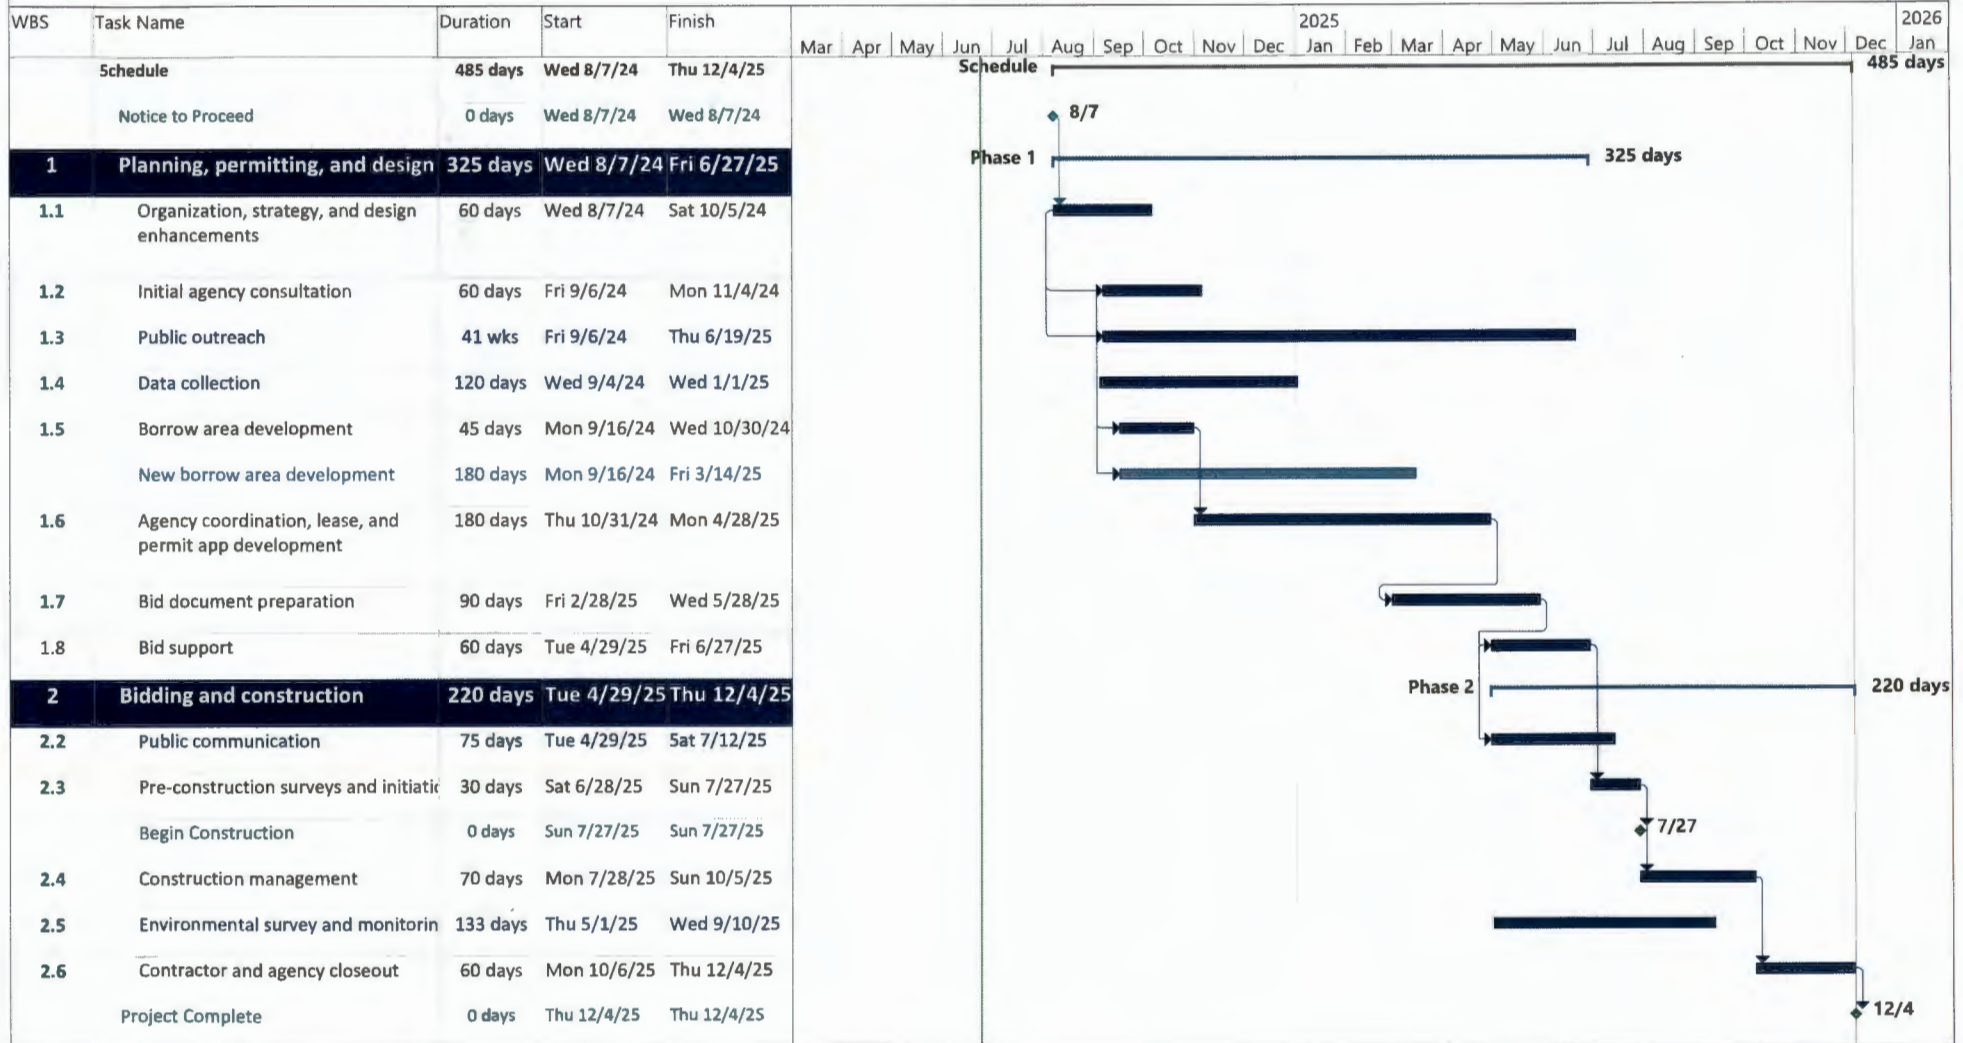 WBS Task Name Duration Start Finish 2025 2026
Mar Apr May Jun Jul Aug Sep Oct Nov Dec Jan Feb Mar Apr May Jun Jul Aug Sep Oct Nov Dec Jan
Schedule 485 days Wed 8/7/24 Thu 12/4/25 Schedule 485 days
Notice to Proceed 0 days Wed 8/7/24 Wed 8/7/24 8/7
1 Planning, permitting, and design 325 days Wed 8/7/24 Fri 6/27/25 Phase 1 325 days
1.1 Organization, strategy, and design 60 days Wed 8/7/24 Sat 10/5/24
enhancements
1.2 Initial agency consultation 60 days Fri 9/6/24 Mon 11/4/24
1.3 Public outreach 41 wks Fri 9/6/24 Thu 6/19/25
1.4 Data collection 120 days Wed 9/4/24 Wed 1/1/25
1.5 Borrow area development 45 days Mon 9/16/24 Wed 10/30/24
New borrow area development 180 days Mon 9/16/24 Fri 3/14/25
1.6 Agency coordination, lease, and 180 days Thu 10/31/24 Mon 4/28/25
permit app development
1.7 Bid document preparation 90 days Fri 2/28/25 Wed 5/28/25
1.8 Bid support 60 days Tue 4/29/25 Fri 6/27/25
2 Bidding and construction 220 days Tue 4/29/25 Thu 12/4/25 Phase 2 220 days
2.2 Public communication 75 days Tue 4/29/25 Sat 7/12/25
2.3 Pre-construction surveys and initiatic 30 days Sat 6/28/25 Sun 7/27/25
Begin Construction 0 days Sun 7/27/25 Sun 7/27/25 7/27
2.4 Construction management 70 days Mon 7/28/25 Sun 10/5/25
2.5 Environmental survey and monitorin 133 days Thu 5/1/25 Wed 9/10/25
2.6 Contractor and agency closeout 60 days Mon 10/6/25 Thu 12/4/25
Project Complete 0 days Thu 12/4/25 Thu 12/4/25 12/4